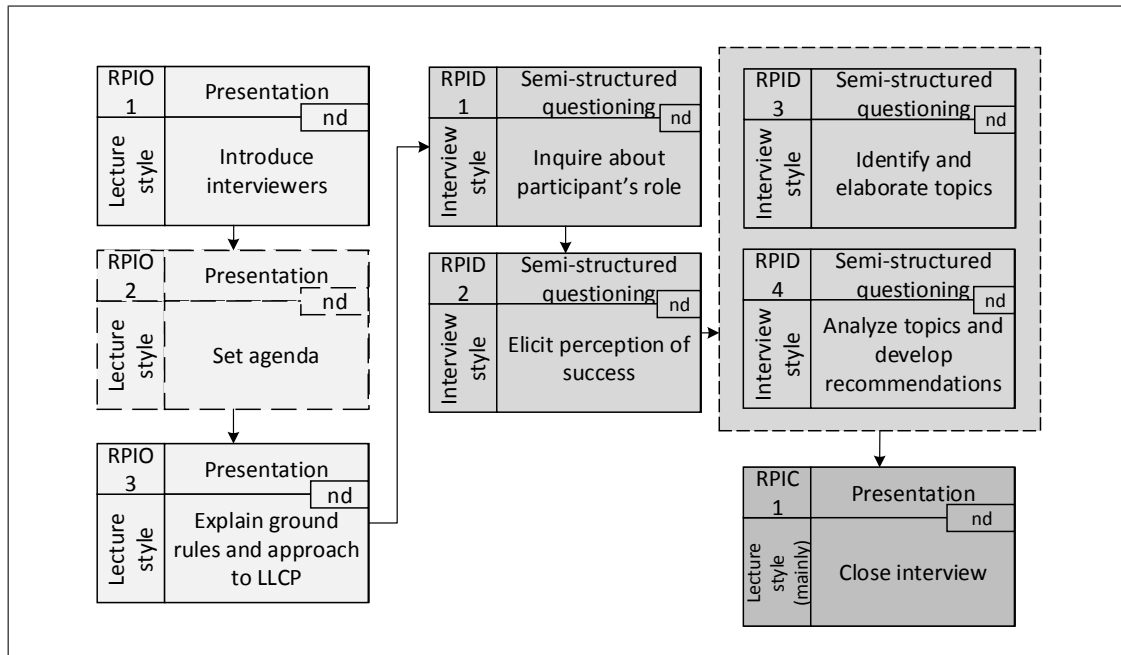 RPIO
1
Presentation
nd
Lecture
style
Introduce
interviewers
RPIO
2
Presentation
nd
Lecture
style
Set agenda
RPIO
3
Presentation
nd
Lecture
style
Explain ground
rules and approach
to LLCP
RPID
1
Semi-structured
questioning
nd
Interview
style
Inquire about
participant’s role
RPID
2
Semi-structured
questioning
nd
Interview
style
Elicit perception of
success
RPID
3
Semi-structured
questioning
nd
Interview
style
Identify and
elaborate topics
RPID
4
Semi-structured
questioning
nd
Interview
style
Analyze topics and
develop
recommendations
RPIC
1
Presentation
nd
Lecture
style
(mainly)
Close interview